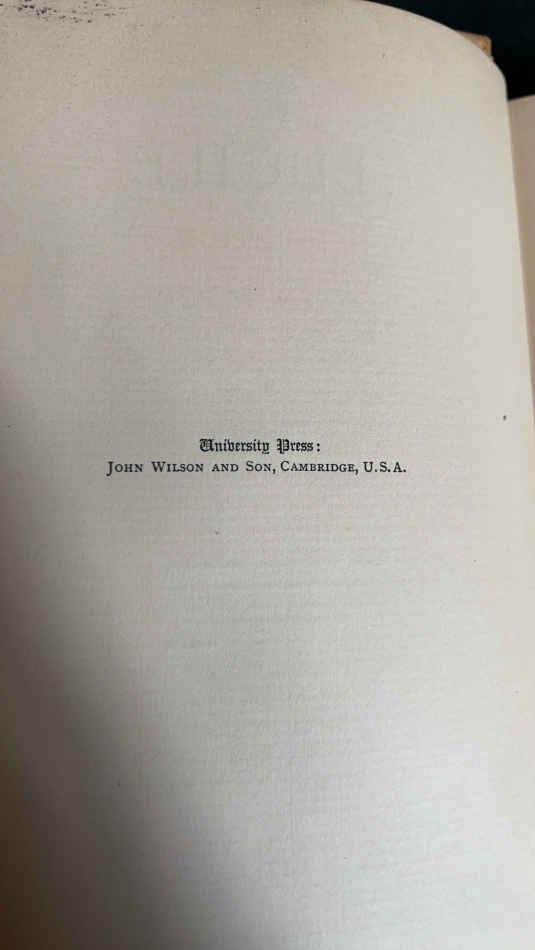 University Press:
John Wilson and Son, Cambridge, U.S.A.